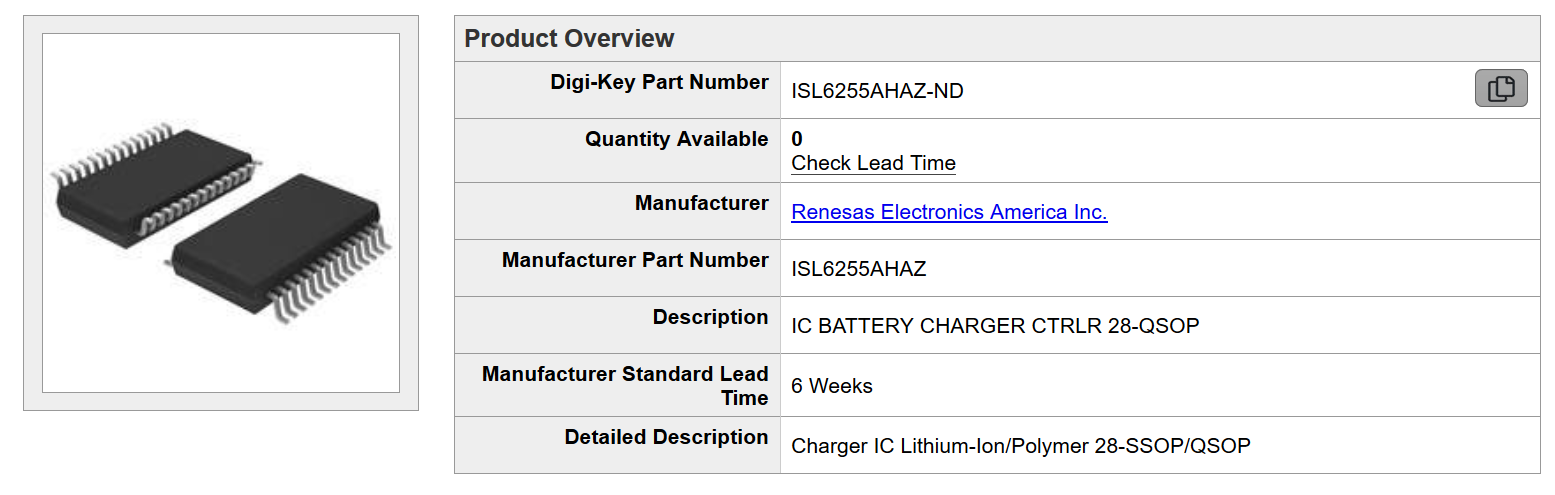 Product Overview
Digi-Key Part Number
ISL6255AHAZ-ND
Quantity Available
0
Check Lead Time
Manufacturer
Renesas Electronics America Inc.
Manufacturer Part Number
ISL6255AHAZ
Description
IC BATTERY CHARGER CTRLR 28-QSOP
Manufacturer Standard Lead
Time
6 Weeks
Detailed Description
Charger IC Lithium-Ion/Polymer 28-SSOP/QSOP